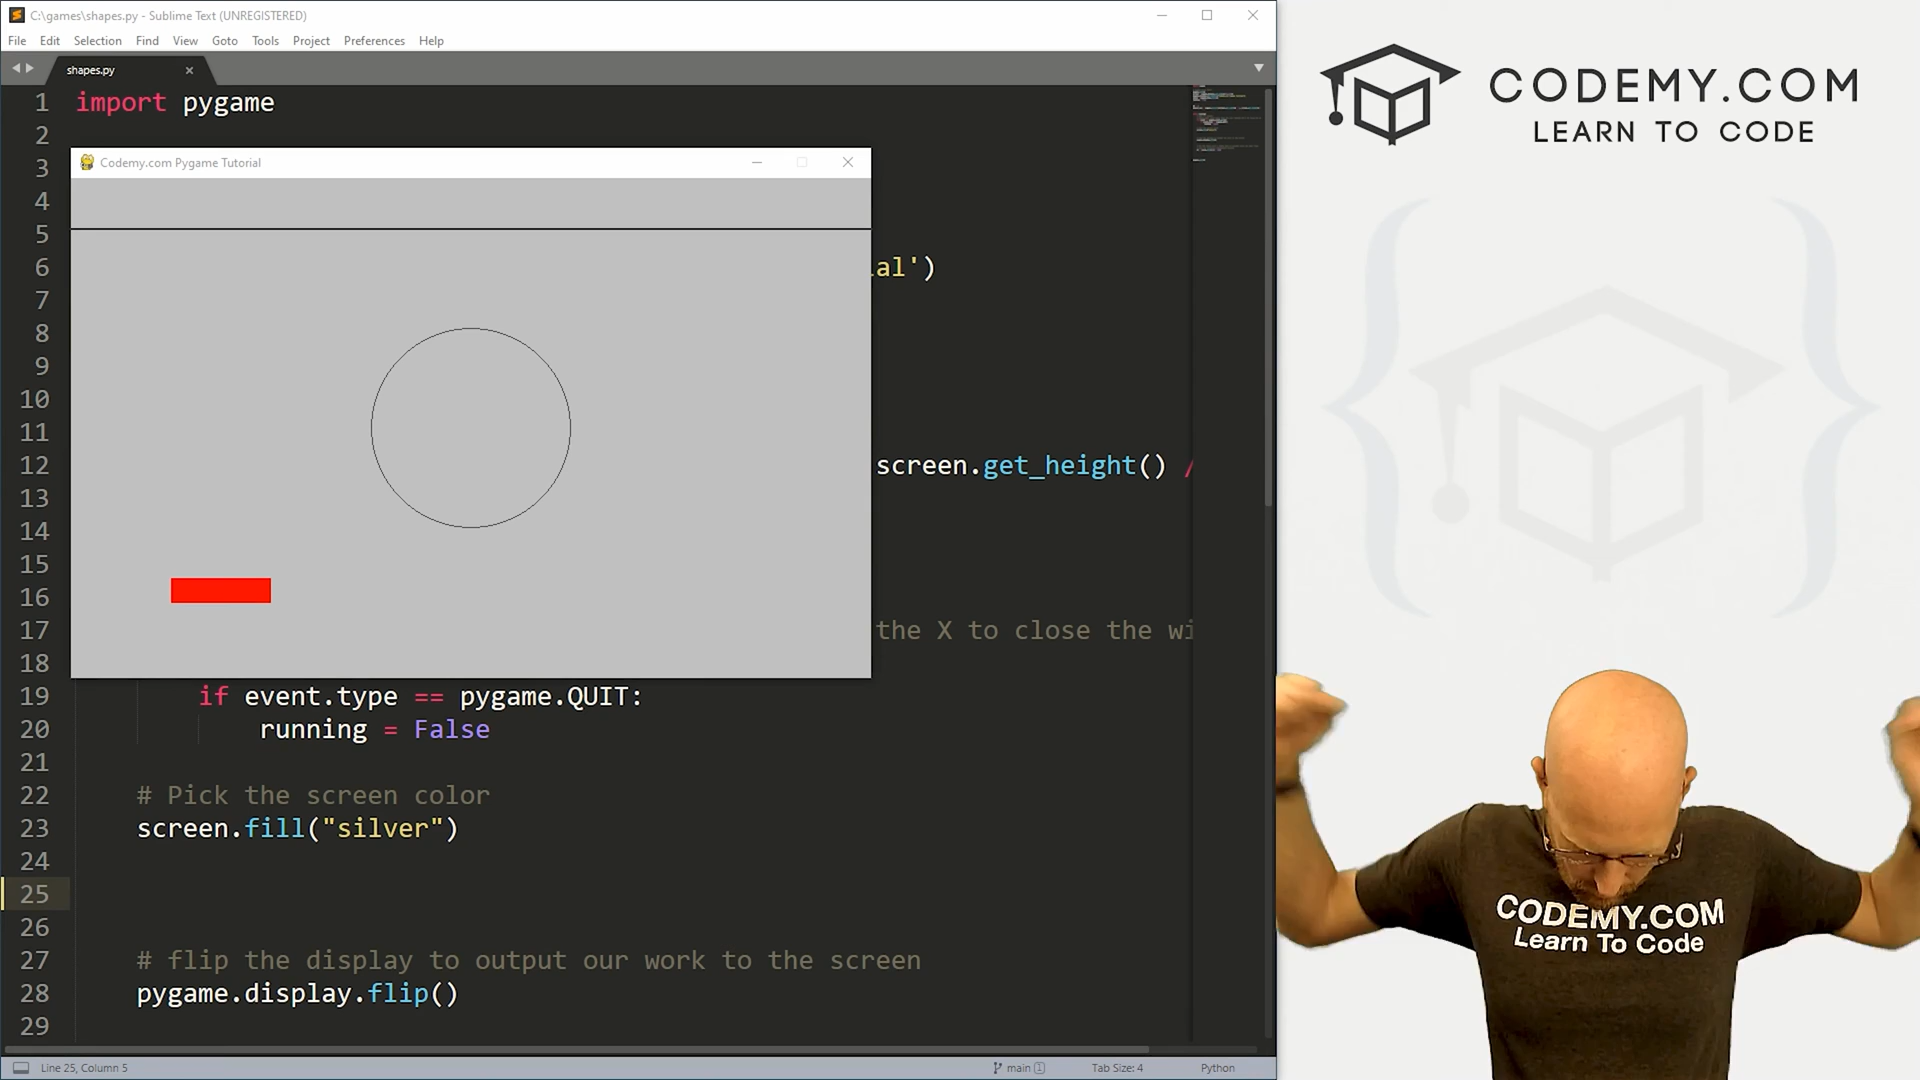 C:\games\shapes.py - Sublime Text (UNREGISTERED)
File Edit Selection Find View Goto Tools Project Preferences Help
shapes.py
1 import pygame
2
3
4
5
6 ial')
7
8
9
10
11
12 screen.get_height() /
13
14
15
16
17 the X to close the wi
18
19 if event.type == pygame.QUIT:
20 running = False
21
22 # Pick the screen color
23 screen.fill("silver")
24
25
26
27 # flip the display to output our work to the screen
28 pygame.display.flip()
29
Codemy.com Pygame Tutorial
Line 25, Column 5 main 1 Tab Size: 4 Python
CODEMY.COM
LEARN TO CODE
CODEMY.COM
Learn To Code